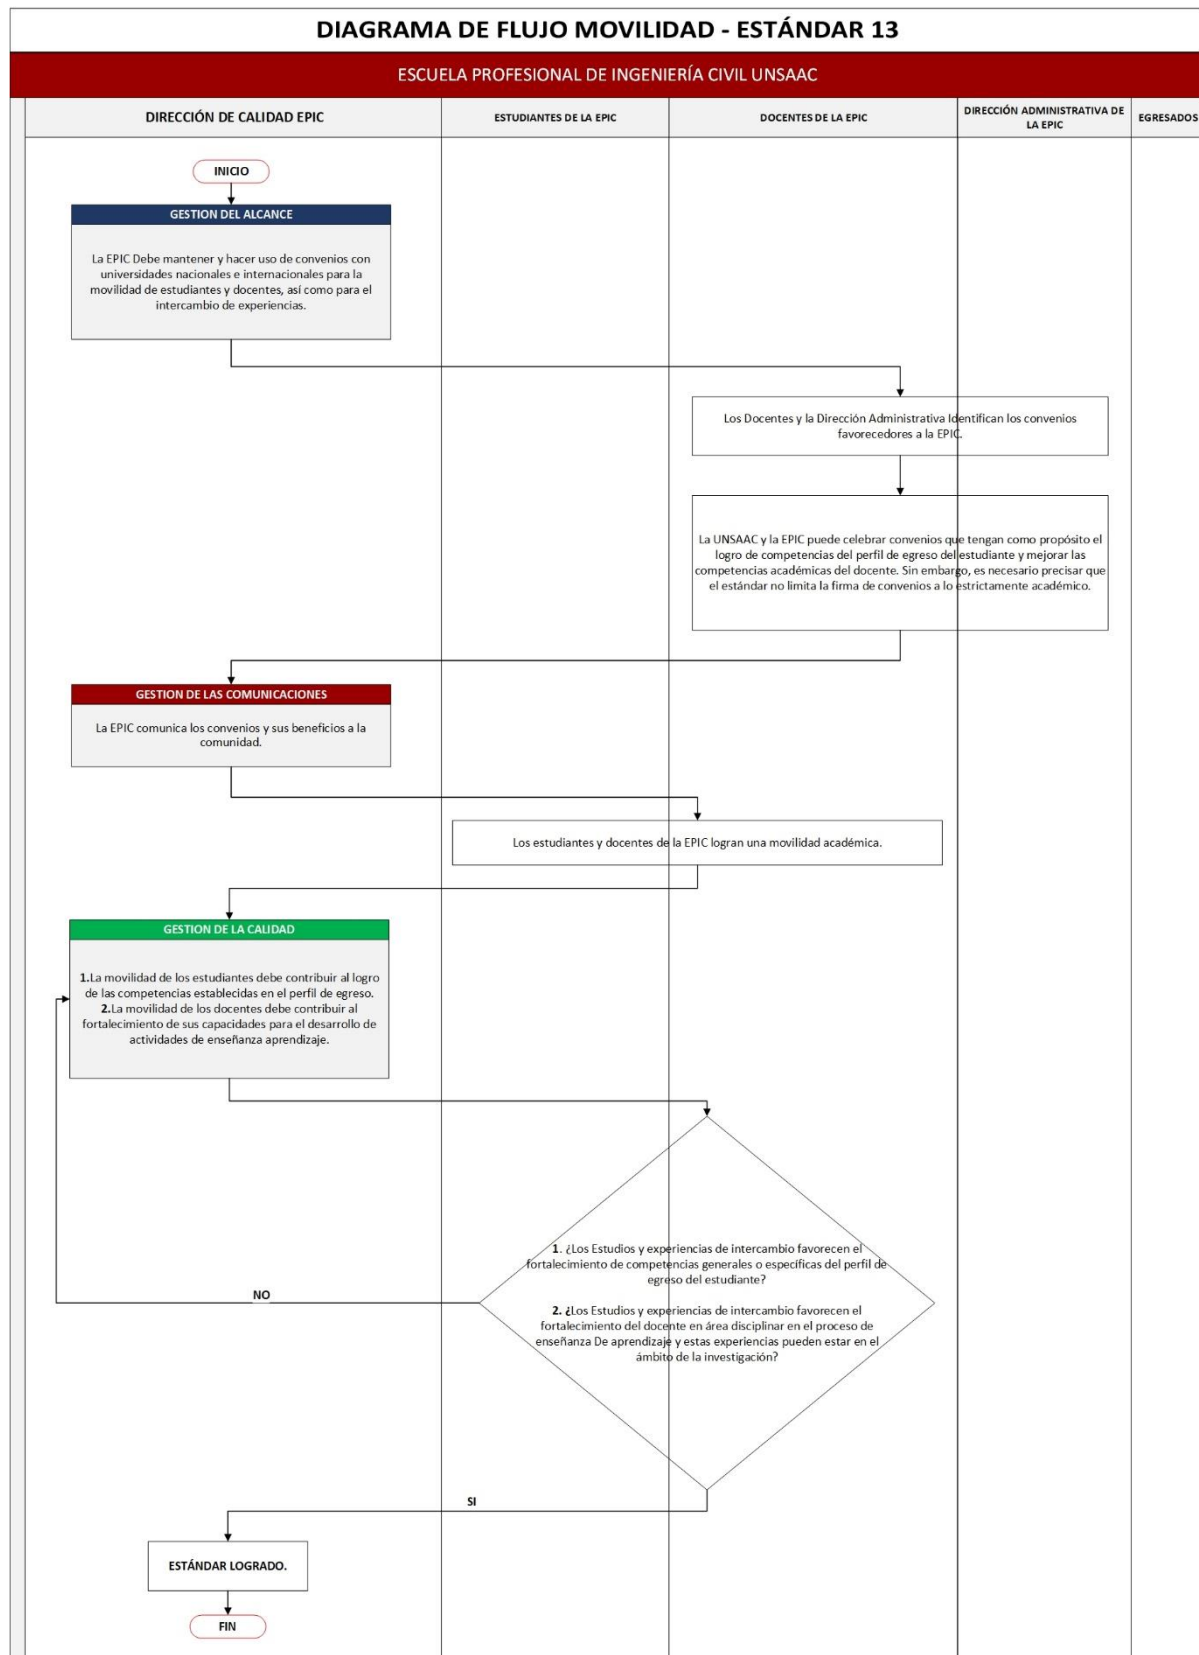 DIAGRAMA DE FLUJO MOVILIDAD - ESTÁNDAR 13
ESCUELA PROFESIONAL DE INGENIERÍA CIVIL UNSAAC
DIRECCIÓN DE CALIDAD EPIC
ESTUDIANTES DE LA EPIC
DOCENTES DE LA EPIC
DIRECCIÓN ADMINISTRATIVA DE
LA EPIC
EGRESADOS
INICIO
GESTION DEL ALCANCE
La EPIC Debe mantener y hacer uso de convenios con
universidades nacionales e internacionales para la
movilidad de estudiantes y docentes, así como para el
intercambio de experiencias.
Los Docentes y la Dirección Administrativa Identifican los convenios
favorecedores a la EPIC.
La UNSAAC y la EPIC puede celebrar convenios que tengan como propósito el
logro de competencias del perfil de egreso del estudiante y mejorar las
competencias académicas del docente. Sin embargo, es necesario precisar que
el estándar no limita la firma de convenios a lo estrictamente académico.
GESTION DE LAS COMUNICACIONES
La EPIC comunica los convenios y sus beneficios a la
comunidad.
Los estudiantes y docentes de la EPIC logran una movilidad académica.
GESTION DE LA CALIDAD
1.La movilidad de los estudiantes debe contribuir al logro
de las competencias establecidas en el perfil de egreso.
2.La movilidad de los docentes debe contribuir al
fortalecimiento de sus capacidades para el desarrollo de
actividades de enseñanza aprendizaje.
1. ¿Los Estudios y experiencias de intercambio favorecen el
fortalecimiento de competencias generales o específicas del perfil de
egreso del estudiante?
2. ¿Los Estudios y experiencias de intercambio favorecen el
fortalecimiento del docente en área disciplinar en el proceso de
enseñanza De aprendizaje y estas experiencias pueden estar en el
ámbito de la investigación?
NO
SI
ESTÁNDAR LOGRADO.
FIN